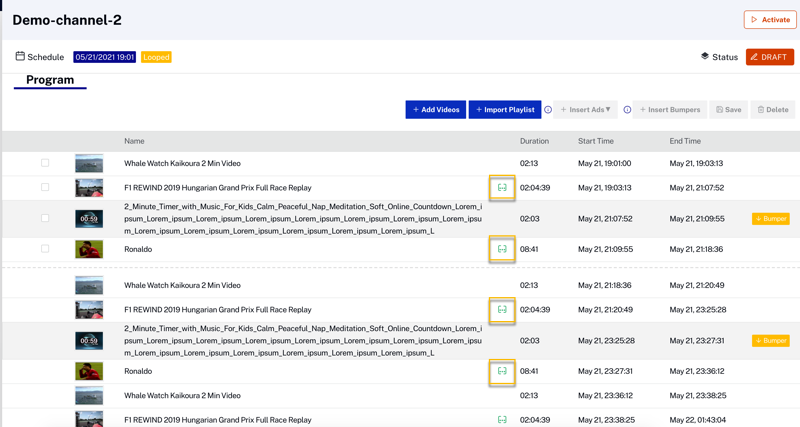 Demo-channel-2
Activate
Schedule 05/21/2021 19:01 Looped
Status DRAFT
Program
+ Add Videos + Import Playlist + Insert Ads + Insert Bumpers Save Delete
Name Duration Start Time End Time
Whale Watch Kaikoura 2 Min Video 02:13 May 21, 19:01:00 May 21, 19:03:13
F1 REWIND 2019 Hungarian Grand Prix Full Race Replay 02:04:39 May 21, 19:03:13 May 21, 21:07:52
2_Minute_Timer_with_Music_For_Kids_Calm_Peaceful_Nap_Meditation_Soft_Online_Countdown_Lorem_i
00:59 psum_Lorem_ipsum_Lorem_ipsum_Lorem_ipsum_Lorem_ipsum_Lorem_ipsum_Lorem_ipsum_Lorem_ipsu 02:03 May 21, 21:07:52 May 21, 21:09:55 Bumper
m_Lorem_ipsum_Lorem_ipsum_Lorem_ipsum_Lorem_ipsum_Lorem_ipsum_Lorem_ipsum_L
Ronaldo 08:41 May 21, 21:09:55 May 21, 21:18:36
Whale Watch Kaikoura 2 Min Video 02:13 May 21, 21:18:36 May 21, 21:20:49
F1 REWIND 2019 Hungarian Grand Prix Full Race Replay 02:04:39 May 21, 21:20:49 May 21, 23:25:28
2_Minute_Timer_with_Music_For_Kids_Calm_Peaceful_Nap_Meditation_Soft_Online_Countdown_Lorem_i
00:59 psum_Lorem_ipsum_Lorem_ipsum_Lorem_ipsum_Lorem_ipsum_Lorem_ipsum_Lorem_ipsum_Lorem_ipsu 02:03 May 21, 23:25:28 May 21, 23:27:31 Bumper
m_Lorem_ipsum_Lorem_ipsum_Lorem_ipsum_Lorem_ipsum_Lorem_ipsum_Lorem_ipsum_L
Ronaldo 08:41 May 21, 23:27:31 May 21, 23:36:12
Whale Watch Kaikoura 2 Min Video 02:13 May 21, 23:36:12 May 21, 23:38:25
F1 REWIND 2019 Hungarian Grand Prix Full Race Replay 02:04:39 May 21, 23:38:25 May 22, 01:43:04